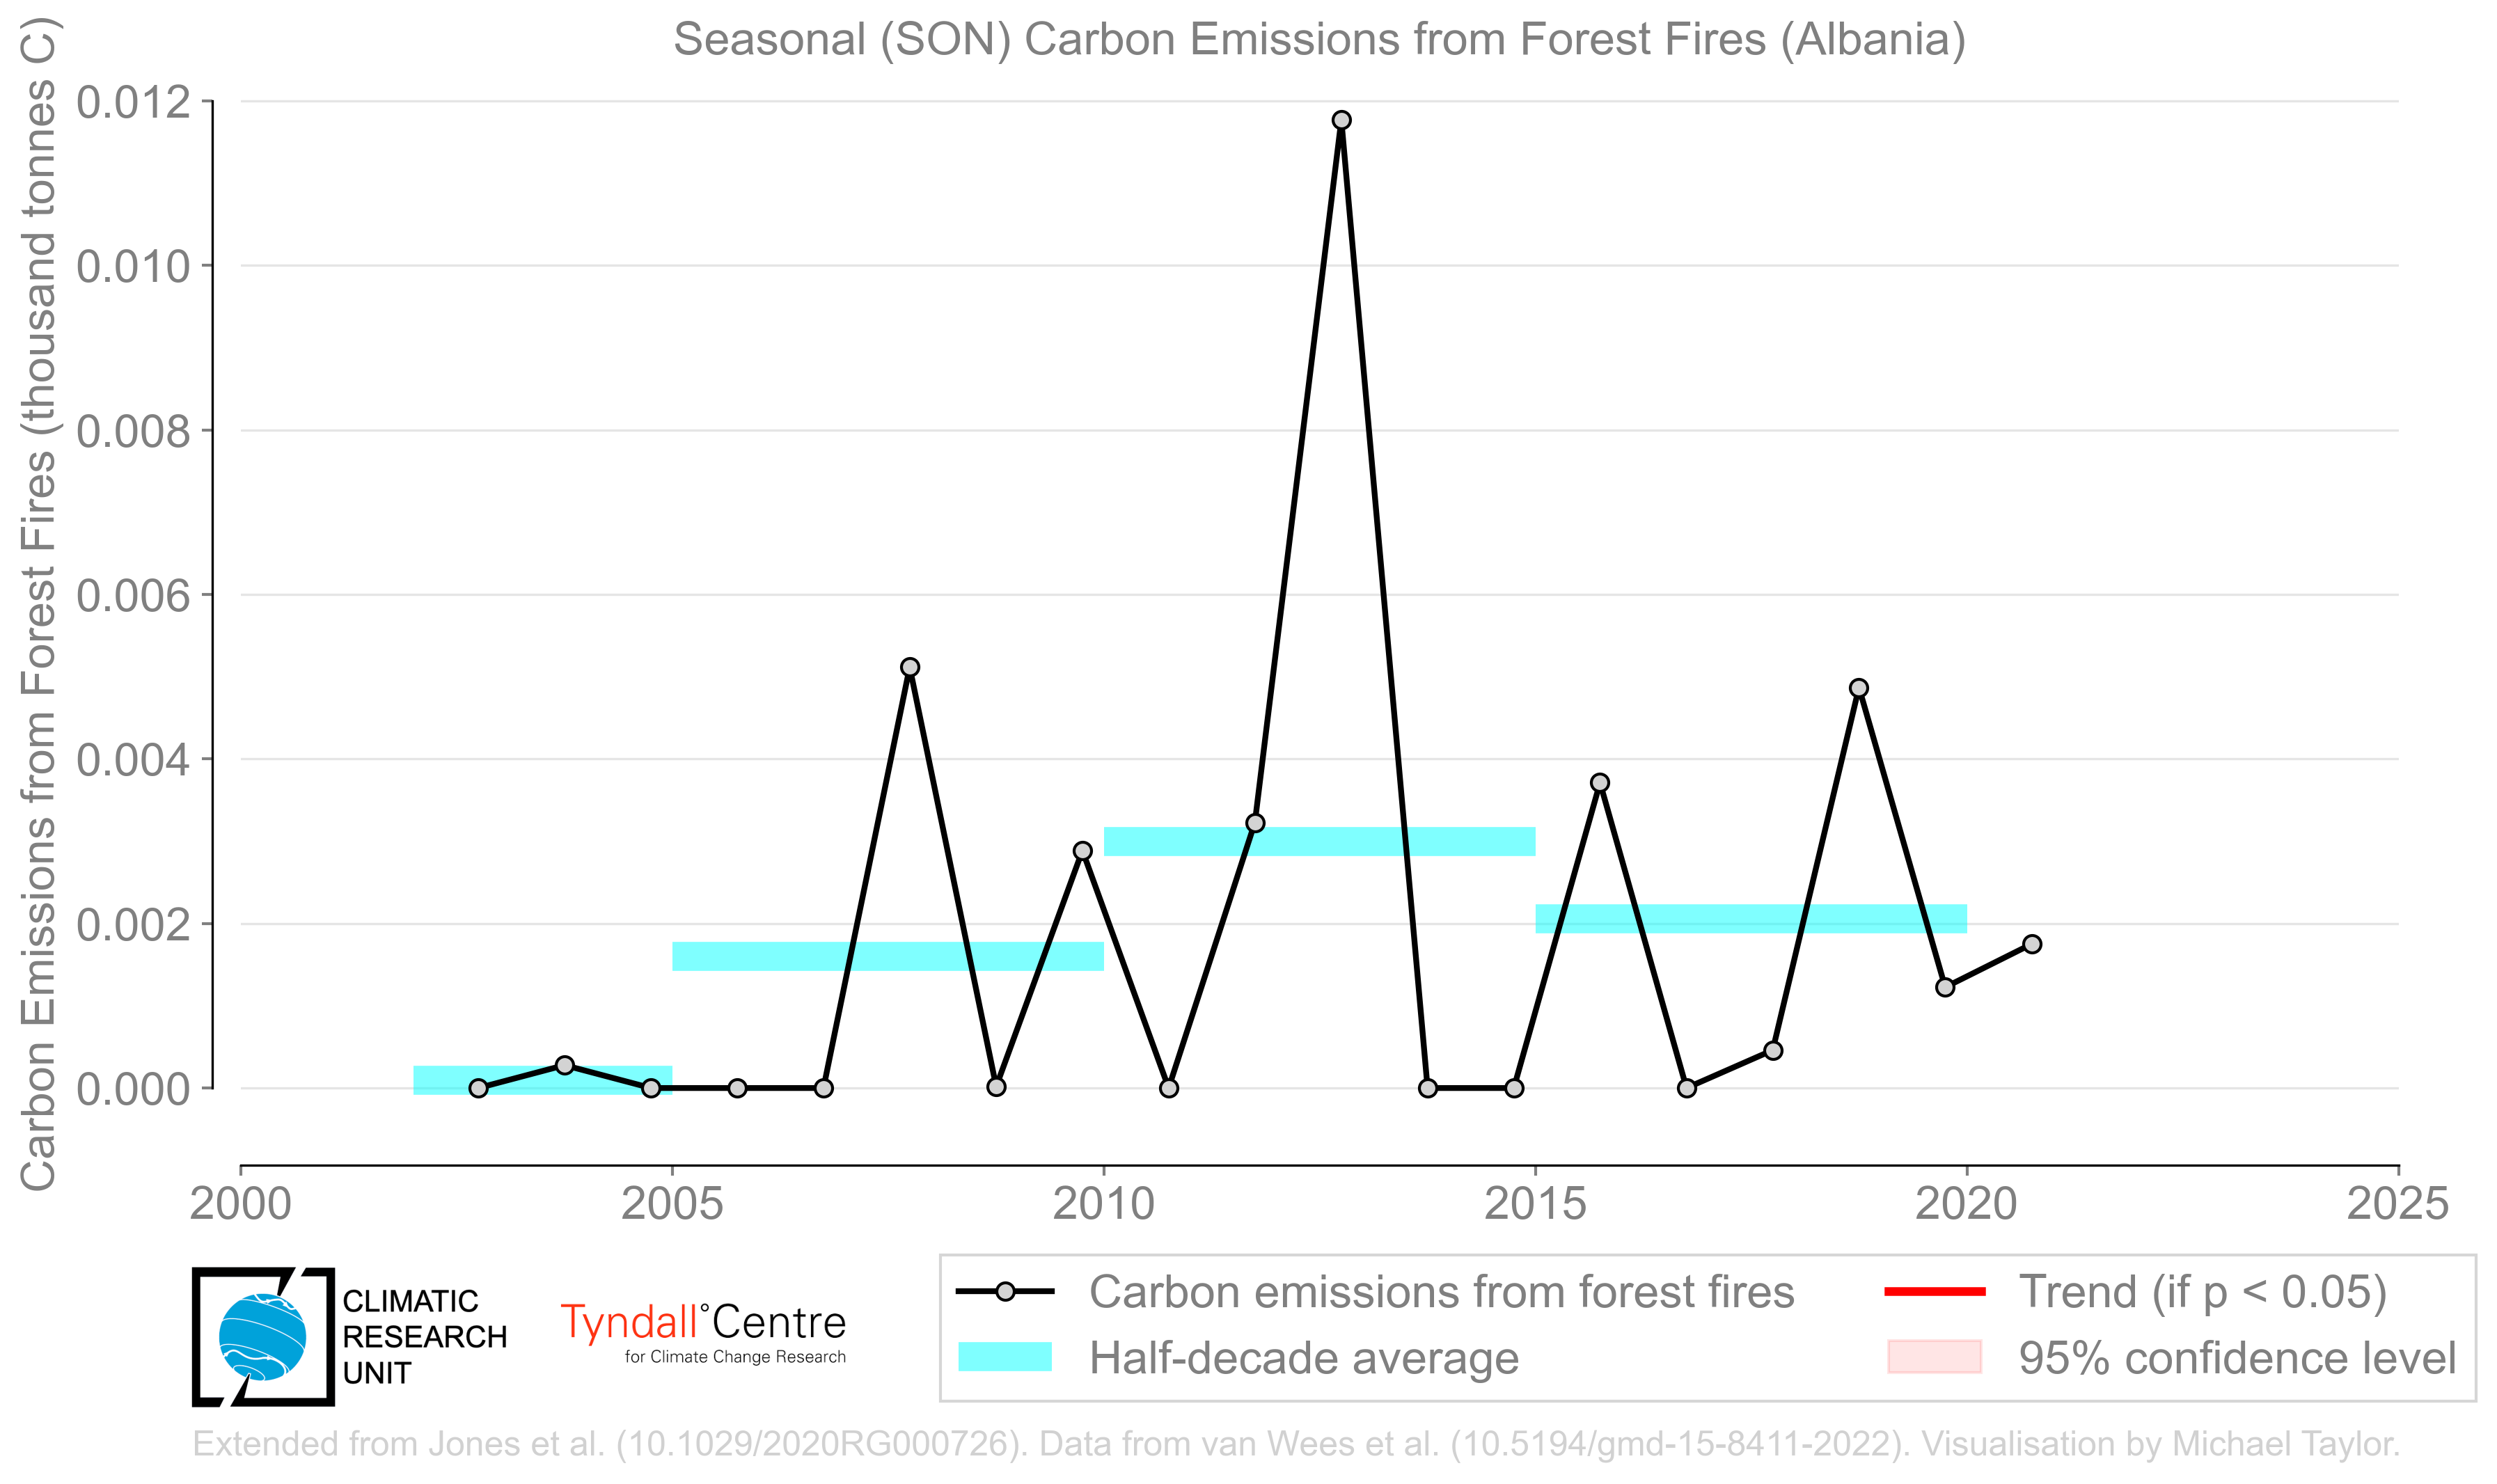 Seasonal (SON) Carbon Emissions from Forest Fires (Albania)
Carbon Emissions from Forest Fires (thousand tonnes C)
0.012
0.010
0.008
0.006
0.004
0.002
0.000
2000 2005 2010 2015 2020 2025
CLIMATIC
RESEARCH
UNIT
Tyndall°Centre
for Climate Change Research
Carbon emissions from forest fires
Half-decade average
Trend (if p < 0.05)
95% confidence level
Extended from Jones et al. (10.1029/2020RG000726). Data from van Wees et al. (10.5194/gmd-15-8411-2022). Visualisation by Michael Taylor.